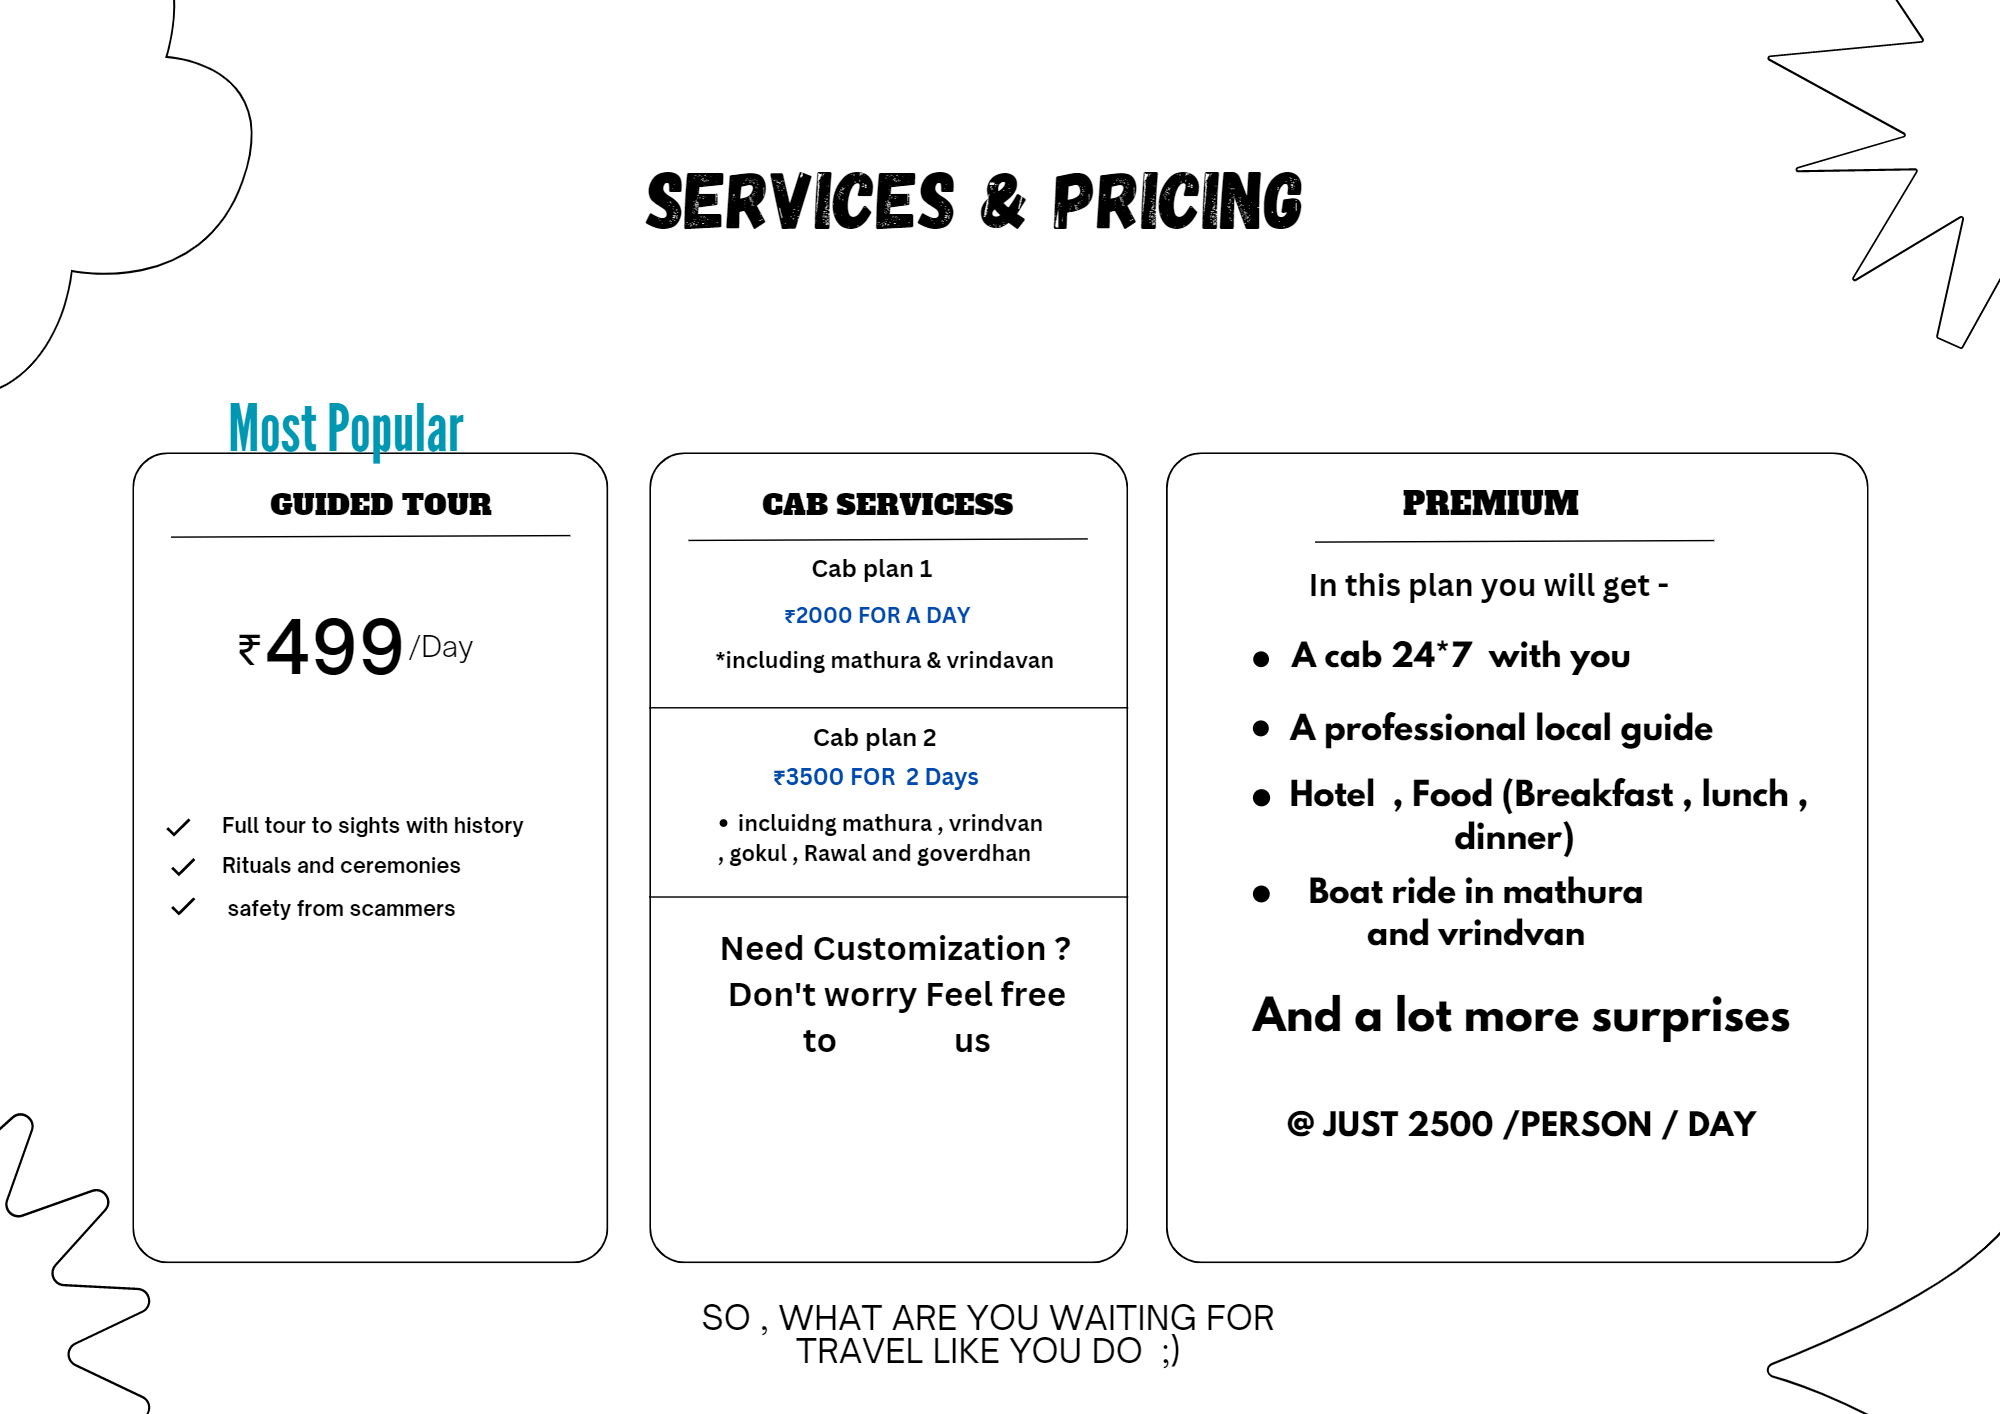 SERVICES & PRICING
Most Popular
GUIDED TOUR
₹499/Day
Full tour to sights with history
Rituals and ceremonies
safety from scammers
CAB SERVICESS
Cab plan 1
₹2000 FOR A DAY
*including mathura & vrindavan
Cab plan 2
₹3500 FOR 2 Days
• incluidng mathura , vrindvan
, gokul , Rawal and goverdhan
Need Customization ?
Don't worry Feel free
to us
PREMIUM
In this plan you will get -
• A cab 24*7 with you
• A professional local guide
• Hotel , Food (Breakfast , lunch ,
dinner)
• Boat ride in mathura
and vrindvan
And a lot more surprises
@ JUST 2500 /PERSON / DAY
SO , WHAT ARE YOU WAITING FOR
TRAVEL LIKE YOU DO ;)